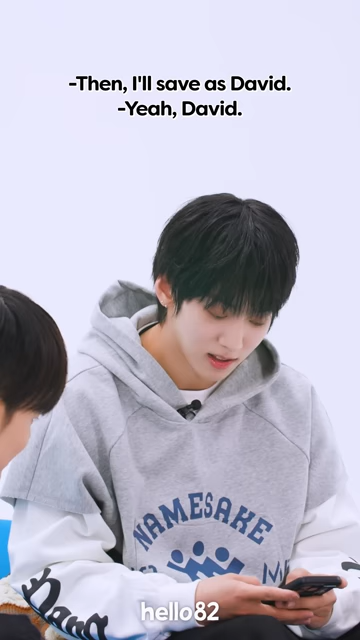 -Then, I'll save as David.
-Yeah, David.
NAMESAKE
hello82